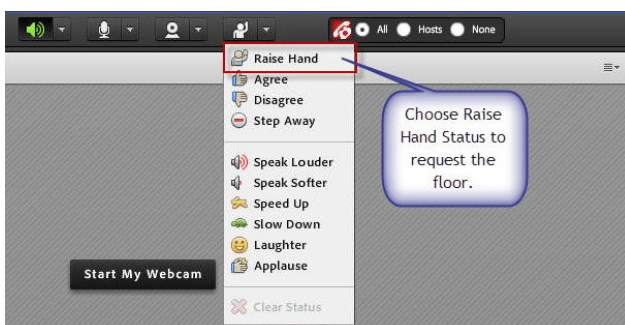 All Hosts None
Raise Hand
Agree
Disagree
Step Away
Speak Louder
Speak Softer
Speed Up
Slow Down
Laughter
Applause
Clear Status
Choose Raise
Hand Status to
request the
floor.
Start My Webcam